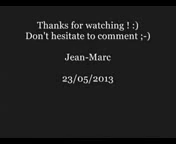 Thanks for watching ! :)
Don't hesitate to comment ;-)
Jean-Marc
23/05/2013